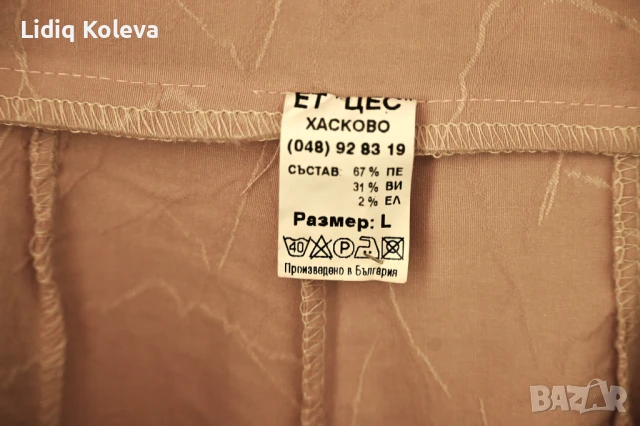 Lidiq Koleva
ЕТ "ЦЕС"
ХАСКОВО
(048) 92 83 19
СЪСТАВ: 67 % ПЕ
31 % ВИ
2 % ЕЛ
Размер: L
40 P
Произведено в България
BAZAR